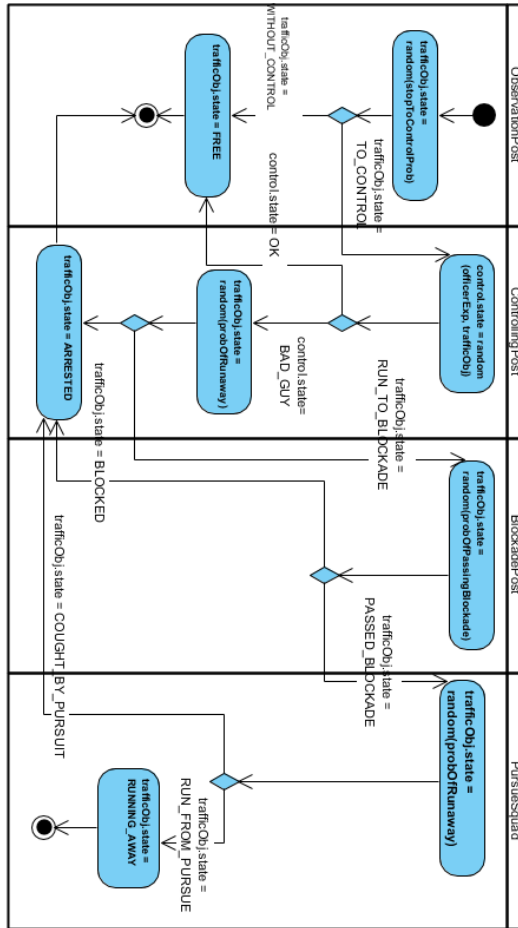 ObservationPost
trafficObj.state =
random(stopToControlProb)
trafficObj.state =
WITHOUT_CONTROL
trafficObj.state =
TO_CONTROL
trafficObj.state = FREE
ControllingPost
control.state = random
(officerExp, trafficObj)
control.state = OK
control.state=
BAD_GUY
trafficObj.state =
random(probOfRunaway)
trafficObj.state =
RUN_TO_BLOCKADE
trafficObj.state = ARRESTED
BlockadePost
trafficObj.state =
random(probOfPassingBlockade)
trafficObj.state = BLOCKED
trafficObj.state =
PASSED_BLOCKADE
PursueSquad
trafficObj.state =
random(probOfRunaway)
trafficObj.state = COUGHT_BY_PURSUIT
trafficObj.state =
RUN_FROM_PURSUE
trafficObj.state =
RUNNING_AWAY